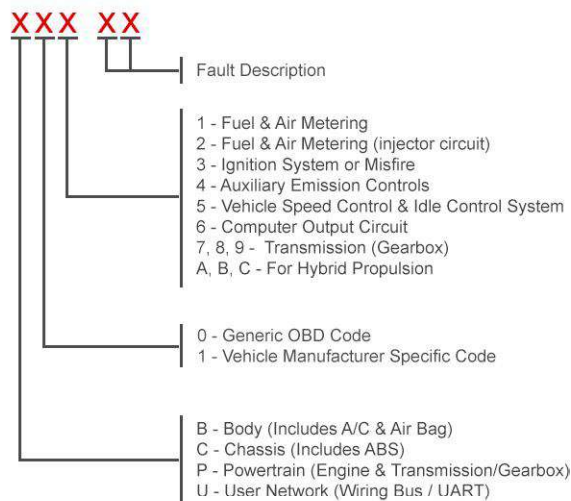 XXX XX
Fault Description
1 - Fuel & Air Metering
2 - Fuel & Air Metering (injector circuit)
3 - Ignition System or Misfire
4 - Auxiliary Emission Controls
5 - Vehicle Speed Control & Idle Control System
6 - Computer Output Circuit
7, 8, 9 - Transmission (Gearbox)
A, B, C - For Hybrid Propulsion
0 - Generic OBD Code
1 - Vehicle Manufacturer Specific Code
B - Body (Includes A/C & Air Bag)
C - Chassis (Includes ABS)
P - Powertrain (Engine & Transmission/Gearbox)
U - User Network (Wiring Bus / UART)